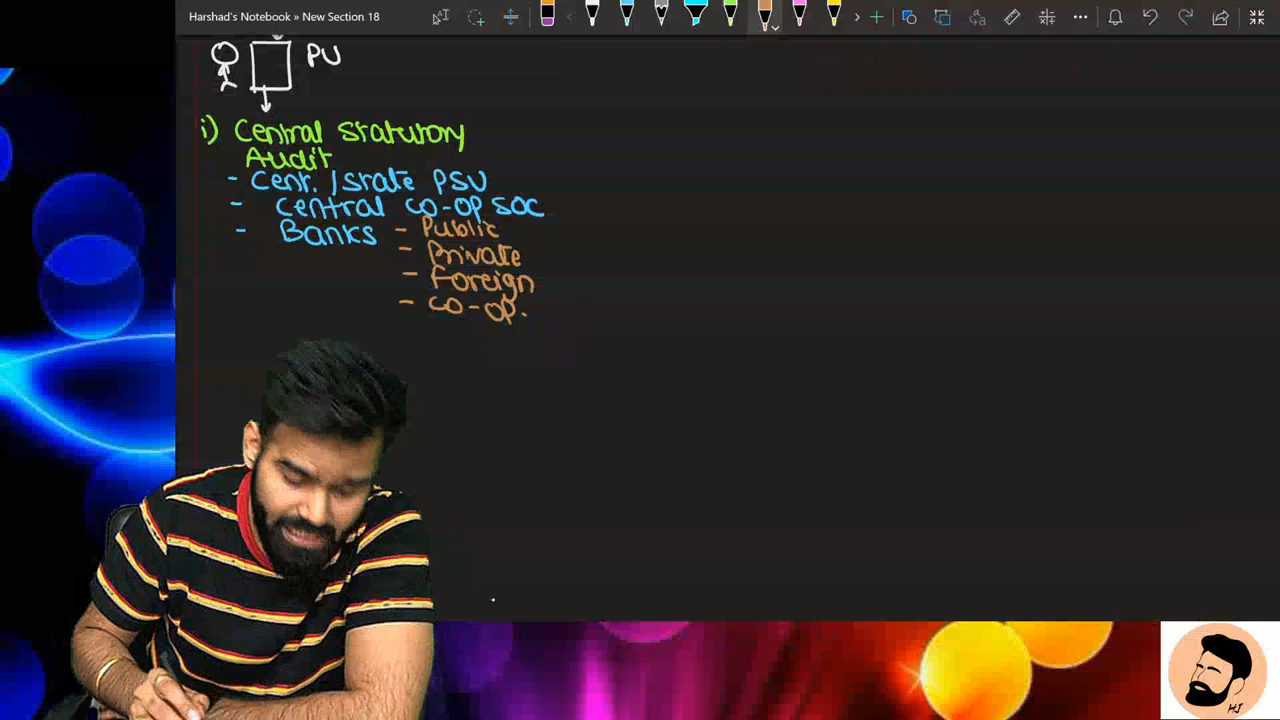 Harshad's Notebook » New Section 18
PU
i) Central Statutory
Audit
- Cent. / State PSU
- Central CO-OP SOC
- Banks - Public
- Private
- Foreign
- CO-OP.
HJ